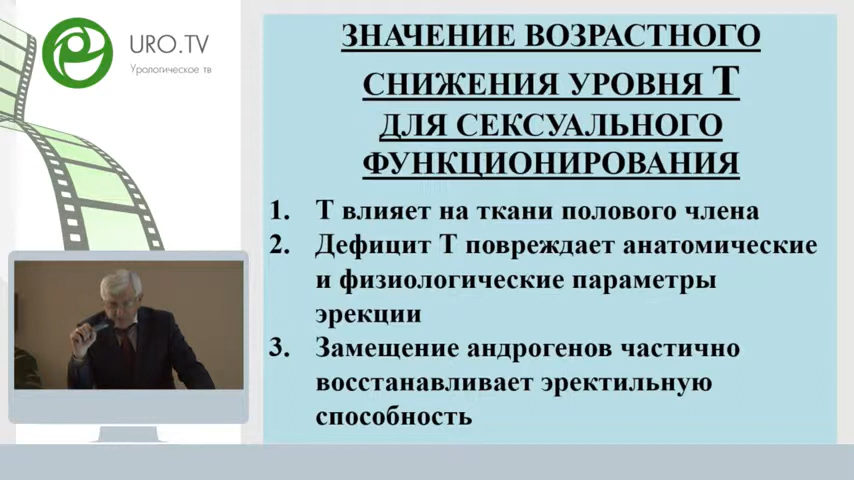 URO.TV
Урологическое тв
ЗНАЧЕНИЕ ВОЗРАСТНОГО
СНИЖЕНИЯ УРОВНЯ Т
ДЛЯ СЕКСУАЛЬНОГО
ФУНКЦИОНИРОВАНИЯ
1. Т влияет на ткани полового члена
2. Дефицит Т повреждает анатомические
и физиологические параметры
эрекции
3. Замещение андрогенов частично
восстанавливает эректильную
способность